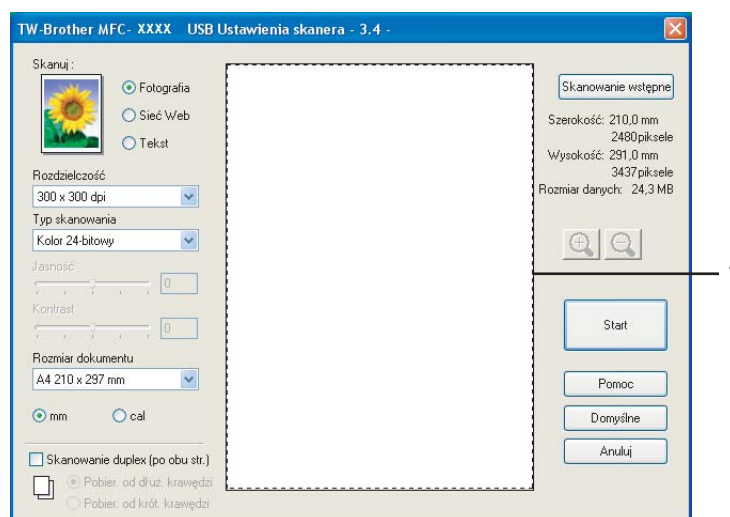 TW-Brother MFC- XXXX USB Ustawienia skanera - 3.4 -
Skanuj:
Fotografia
Sieć Web
Tekst
Rozdzielczość
300 x 300 dpi
Typ skanowania
Kolor 24-bitowy
Jasność
0
Kontrast
0
Rozmiar dokumentu
A4 210 x 297 mm
mm
cal
Skanowanie duplex (po obu str.)
Pobier. od dłuż. krawędzi
Pobier. od krót. krawędzi
Skanowanie wstępne
Szerokość: 210,0 mm
2480piksele
Wysokość: 291,0 mm
3437piksele
Rozmiar danych: 24,3 MB
Start
Pomoc
Domyślne
Anuluj